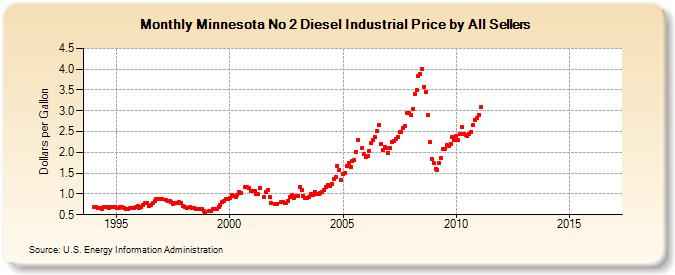 Monthly Minnesota No 2 Diesel Industrial Price by All Sellers
Dollars per Gallon
4.5
4.0
3.5
3.0
2.5
2.0
1.5
1.0
0.5
1995 2000 2005 2010 2015
Source: U.S. Energy Information Administration